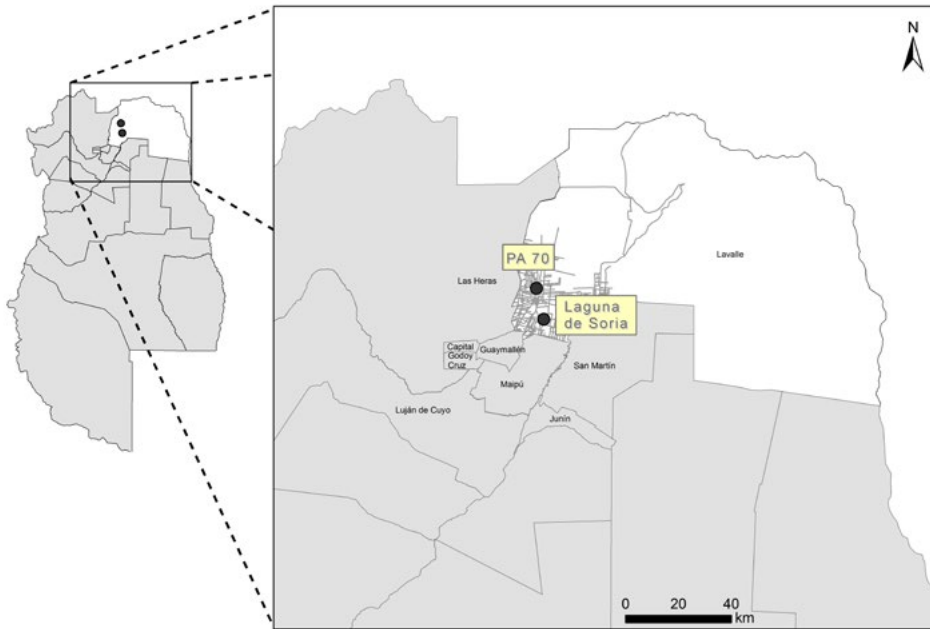 N
Lavalle
PA 70
Las Heras
Laguna
de Soria
Capital
Godoy
Cruz
Guaymallén
San Martín
Maipú
Luján de Cuyo
Junín
0 20 40
km